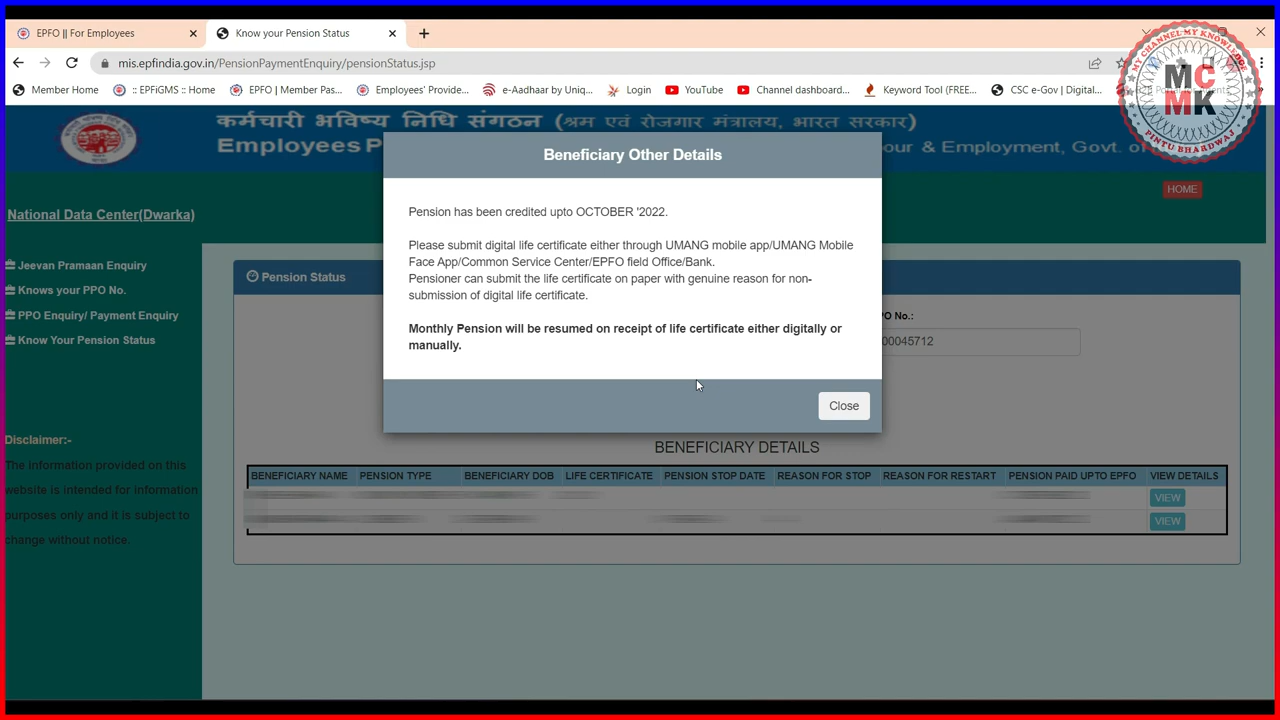 EPFO || For Employees
Know your Pension Status
mis.epfindia.gov.in/PensionPaymentEnquiry/pensionStatus.jsp
Member Home
:: EPFiGMS :: Home
EPFO | Member Pas...
Employees' Provide...
e-Aadhaar by Uniq...
Login
YouTube
Channel dashboard...
Keyword Tool (FREE...
CSC e-Gov | Digital...
MY CHANNEL MY KNOWLEDGE
MC
MK
PINTU BHARDWAJ
कर्मचारी भविष्य निधि संगठन (श्रम एवं रोजगार मंत्रालय, भारत सरकार)
Employees P
our & Employment, Govt. of
HOME
National Data Center(Dwarka)
Jeevan Pramaan Enquiry
Knows your PPO No.
PPO Enquiry/ Payment Enquiry
Know Your Pension Status
Disclaimer:-
The information provided on this
website is intended for information
purposes only and it is subject to
change without notice.
Pension Status
O No.:
00045712
Beneficiary Other Details
Pension has been credited upto OCTOBER '2022.
Please submit digital life certificate either through UMANG mobile app/UMANG Mobile
Face App/Common Service Center/EPFO field Office/Bank.
Pensioner can submit the life certificate on paper with genuine reason for non-
submission of digital life certificate.
Monthly Pension will be resumed on receipt of life certificate either digitally or
manually.
Close
BENEFICIARY DETAILS
BENEFICIARY NAME PENSION TYPE BENEFICIARY DOB LIFE CERTIFICATE PENSION STOP DATE REASON FOR STOP REASON FOR RESTART PENSION PAID UPTO EPFO VIEW DETAILS
VIEW
VIEW